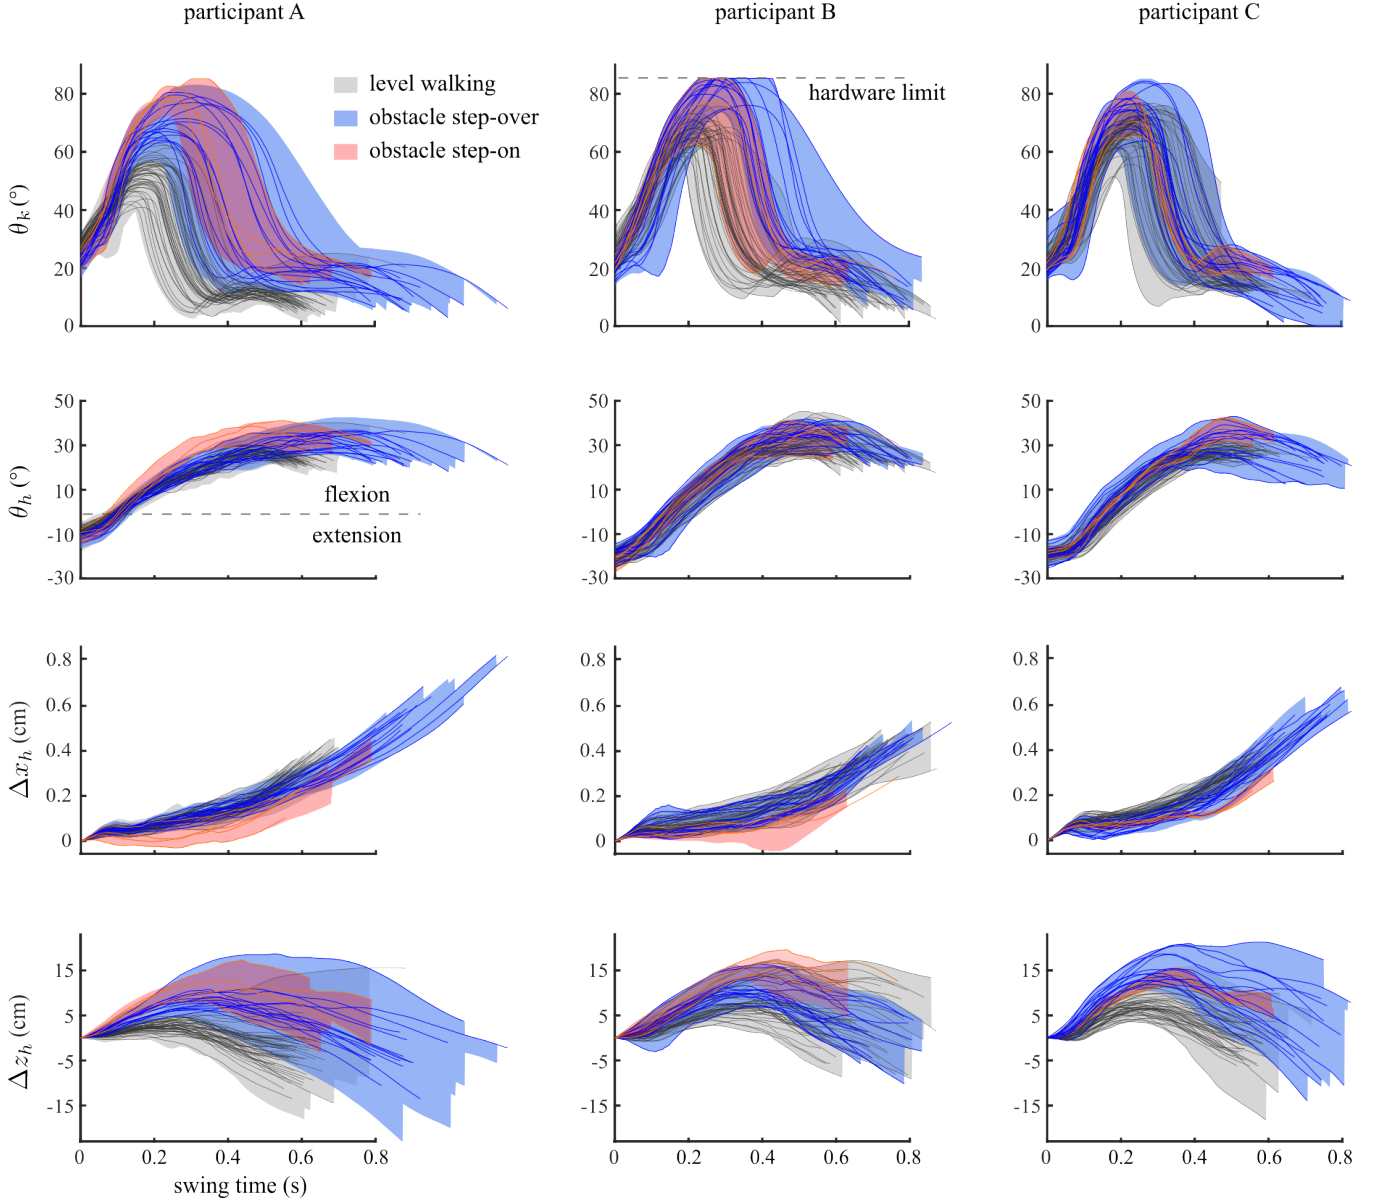 participant A participant B participant C
level walking
obstacle step-over
obstacle step-on
hardware limit
θk (°)
80 80 80
60 60 60
40 40 40
20 20 20
0 0 0
θh (°)
50 50 50
30 30 30
10 10 10
-10 -10 -10
-30 -30 -30
flexion
extension
Δxh (cm)
0.8 0.8 0.8
0.6 0.6 0.6
0.4 0.4 0.4
0.2 0.2 0.2
0 0 0
Δzh (cm)
15 15 15
5 5 5
-5 -5 -5
-15 -15 -15
0 0.2 0.4 0.6 0.8 0 0.2 0.4 0.6 0.8 0 0.2 0.4 0.6 0.8
swing time (s)